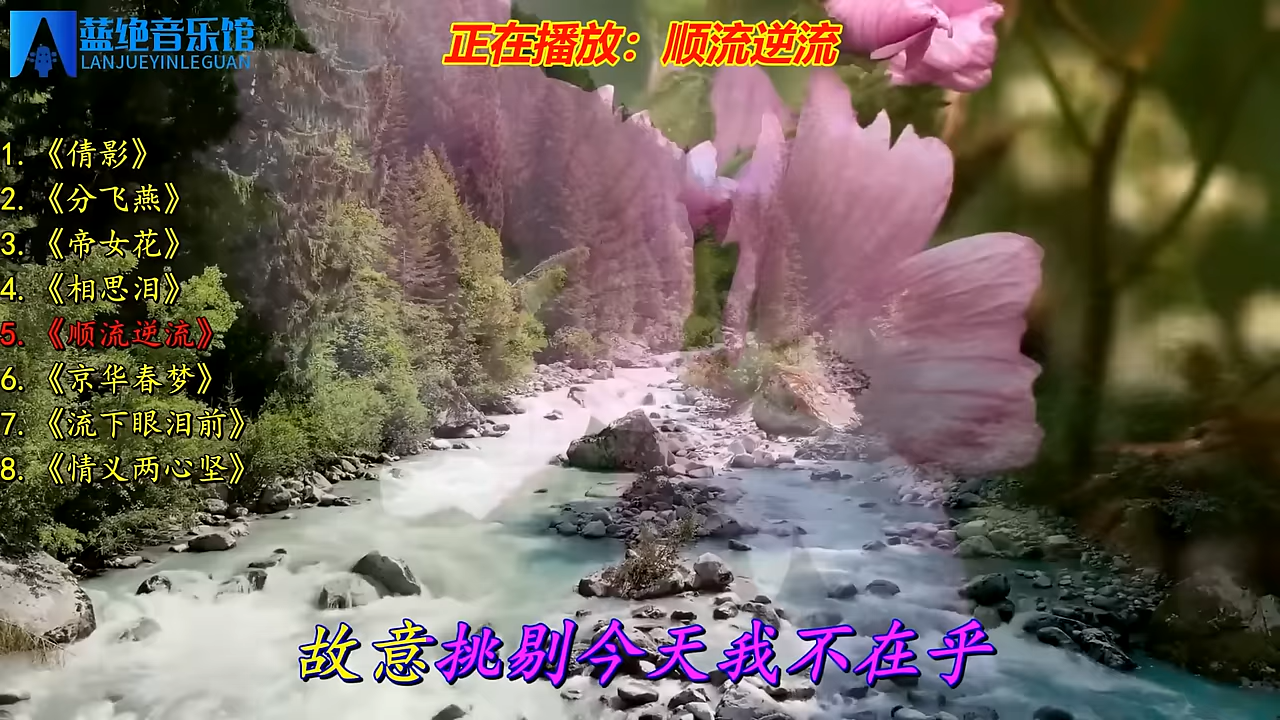 蓝绝音乐馆
LANJUEYINLEGUAN
正在播放：顺流逆流
1. 《倩影》
2. 《分飞燕》
3. 《帝女花》
4. 《相思泪》
5. 《顺流逆流》
6. 《京华春梦》
7. 《流下眼泪前》
8. 《情义两心坚》
故意挑剔今天我不在乎